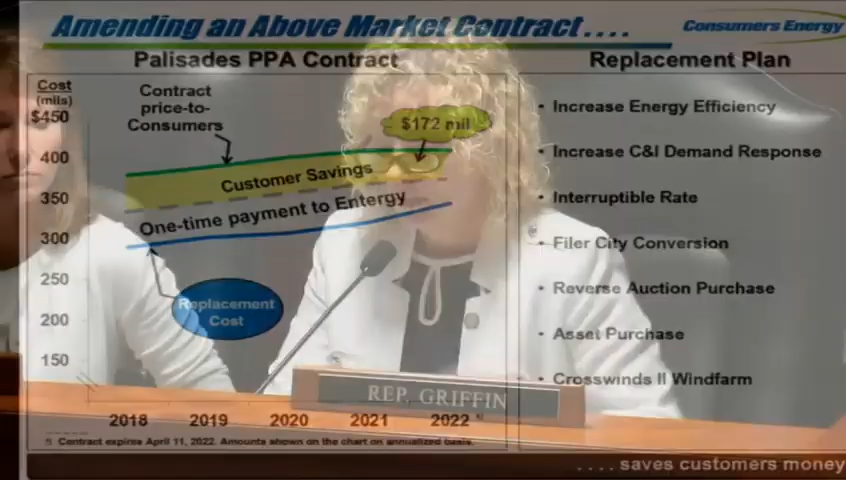 Amending an Above Market Contract . . . .
Consumers Energy
Palisades PPA Contract
Replacement Plan
Cost
(mils)
$450
400
350
300
250
200
150
Contract
price-to-
Consumers
$172 mil
Customer Savings
One-time payment to Entergy
Replacement
Cost
2018
2019
2020
2021
2022
Contract expires April 11, 2022. Amounts shown on the chart on annualized basis.
• Increase Energy Efficiency
• Increase C&I Demand Response
• Interruptible Rate
• Filer City Conversion
• Reverse Auction Purchase
• Asset Purchase
• Crosswinds II Windfarm
REP. GRIFFIN
. . . . saves customers money